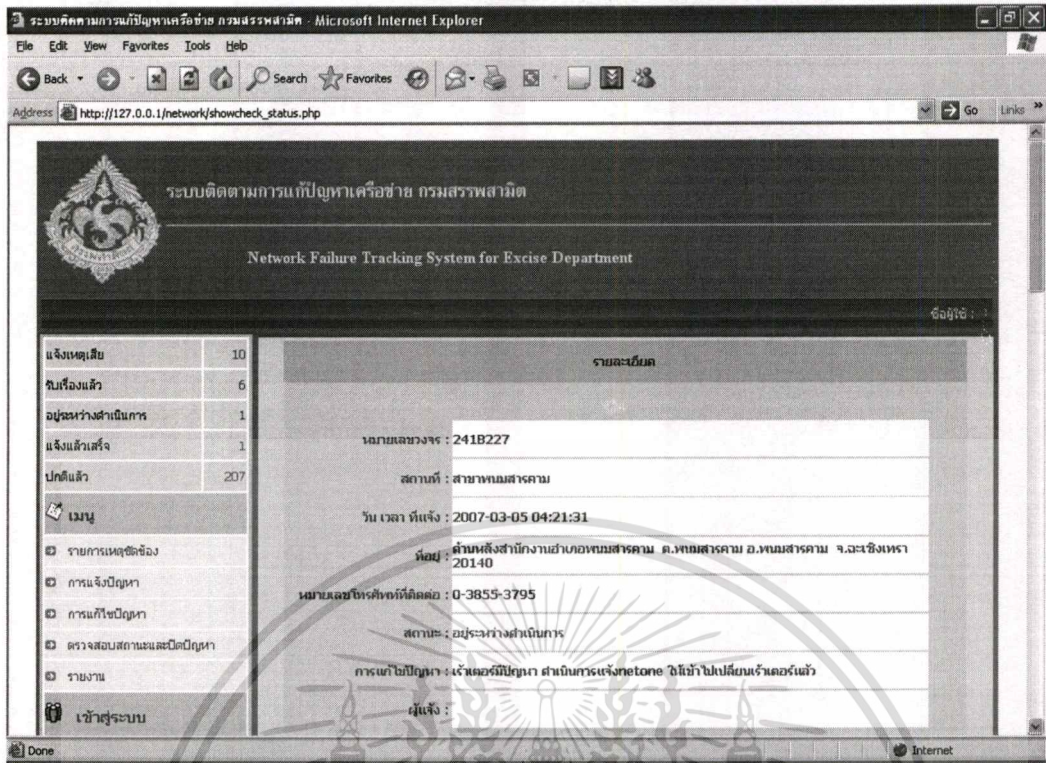 ระบบติดตามการแก้ปัญหาเครือข่าย กรมสรรพสามิต - Microsoft Internet Explorer
File Edit View Favorites Tools Help
Back Search Favorites
Address http://127.0.0.1/network/showcheck_status.php Go Links »
ระบบติดตามการแก้ปัญหาเครือข่าย กรมสรรพสามิต
Network Failure Tracking System for Excise Department
ชื่อผู้ใช้ :
แจ้งเหตุเสีย 10
รับเรื่องแล้ว 6
อยู่ระหว่างดำเนินการ 1
แจ้งแล้วเสร็จ 1
ปกติแล้ว 207
เมนู
รายการเหตุขัดข้อง
การแจ้งปัญหา
การแก้ไขปัญหา
ตรวจสอบสถานะและปิดปัญหา
รายงาน
เข้าสู่ระบบ
รายละเอียด
หมายเลขวงจร : 241B227
สถานที่ : สาขาพนมสารคาม
วัน เวลา ที่แจ้ง : 2007-03-05 04:21:31
ที่อยู่ : ด้านหลังสำนักงานอำเภอพนมสารคาม ต.พนมสารคาม อ.พนมสารคาม จ.ฉะเชิงเทรา
20140
หมายเลขโทรศัพท์ที่ติดต่อ : 0-3855-3795
สถานะ : อยู่ระหว่างดำเนินการ
การแก้ไขปัญหา : เร้าเตอร์มีปัญหา ดำเนินการแจ้งnetone ให้เข้าไปเปลี่ยนเร้าเตอร์แล้ว
ผู้แจ้ง :
Done Internet